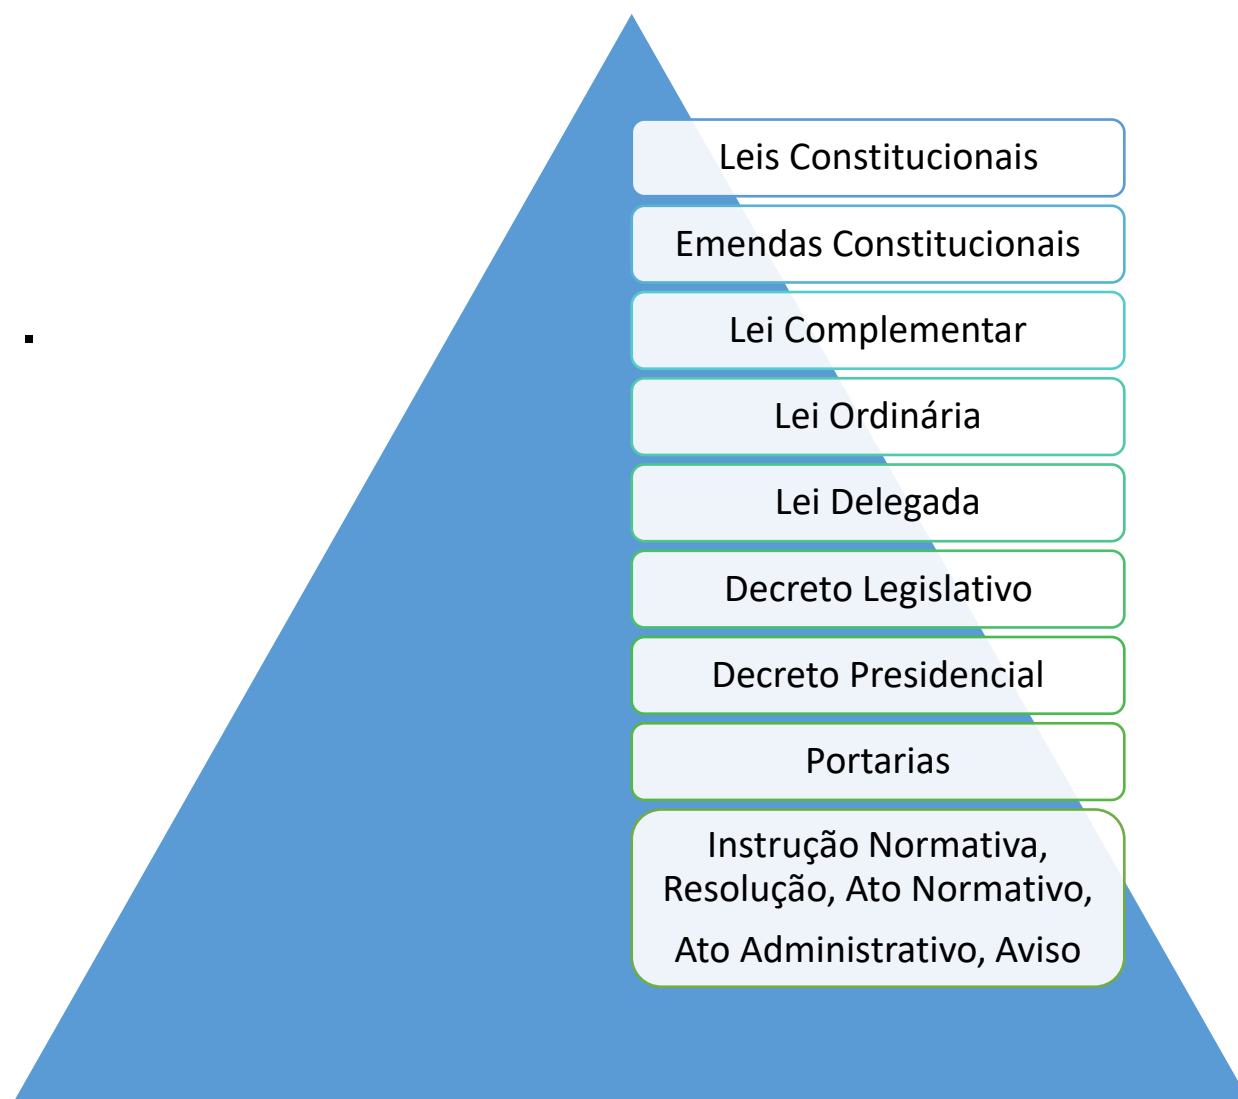 Leis Constitucionais
Emendas Constitucionais
Lei Complementar
Lei Ordinária
Lei Delegada
Decreto Legislativo
Decreto Presidencial
Portarias
Instrução Normativa,
Resolução, Ato Normativo,
Ato Administrativo, Aviso